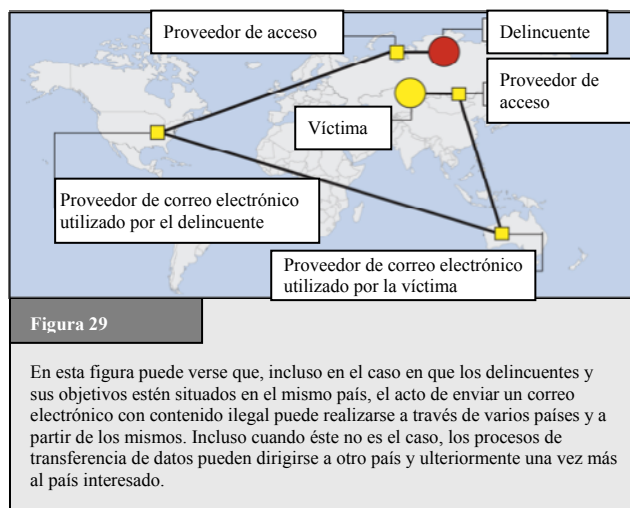 Proveedor de acceso
Delincuente
Proveedor de
acceso
Víctima
Proveedor de correo electrónico
utilizado por el delincuente
Proveedor de correo electrónico
utilizado por la víctima
Figura 29
En esta figura puede verse que, incluso en el caso en que los delincuentes y
sus objetivos estén situados en el mismo país, el acto de enviar un correo
electrónico con contenido ilegal puede realizarse a través de varios países y a
partir de los mismos. Incluso cuando éste no es el caso, los procesos de
transferencia de datos pueden dirigirse a otro país y ulteriormente una vez más
al país interesado.